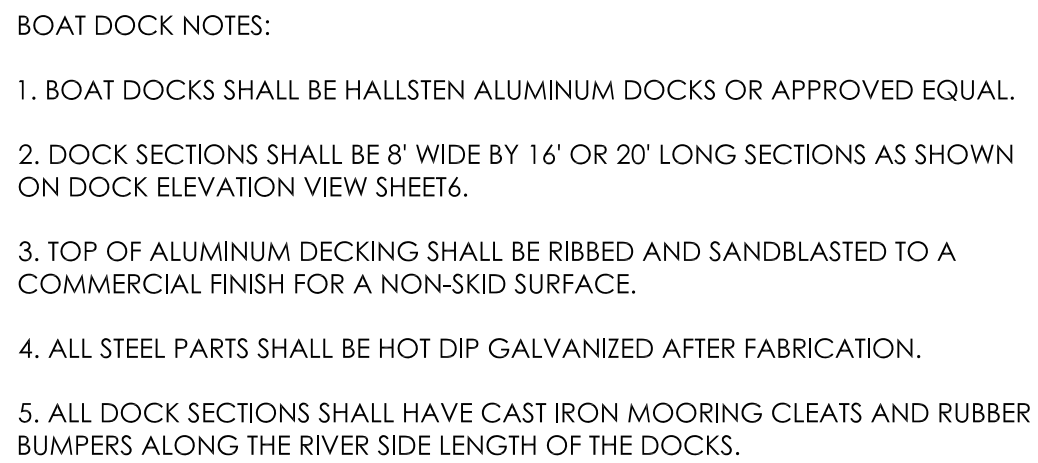 BOAT DOCK NOTES:
1. BOAT DOCKS SHALL BE HALLSTEN ALUMINUM DOCKS OR APPROVED EQUAL.
2. DOCK SECTIONS SHALL BE 8' WIDE BY 16' OR 20' LONG SECTIONS AS SHOWN
ON DOCK ELEVATION VIEW SHEET6.
3. TOP OF ALUMINUM DECKING SHALL BE RIBBED AND SANDBLASTED TO A
COMMERCIAL FINISH FOR A NON-SKID SURFACE.
4. ALL STEEL PARTS SHALL BE HOT DIP GALVANIZED AFTER FABRICATION.
5. ALL DOCK SECTIONS SHALL HAVE CAST IRON MOORING CLEATS AND RUBBER
BUMPERS ALONG THE RIVER SIDE LENGTH OF THE DOCKS.